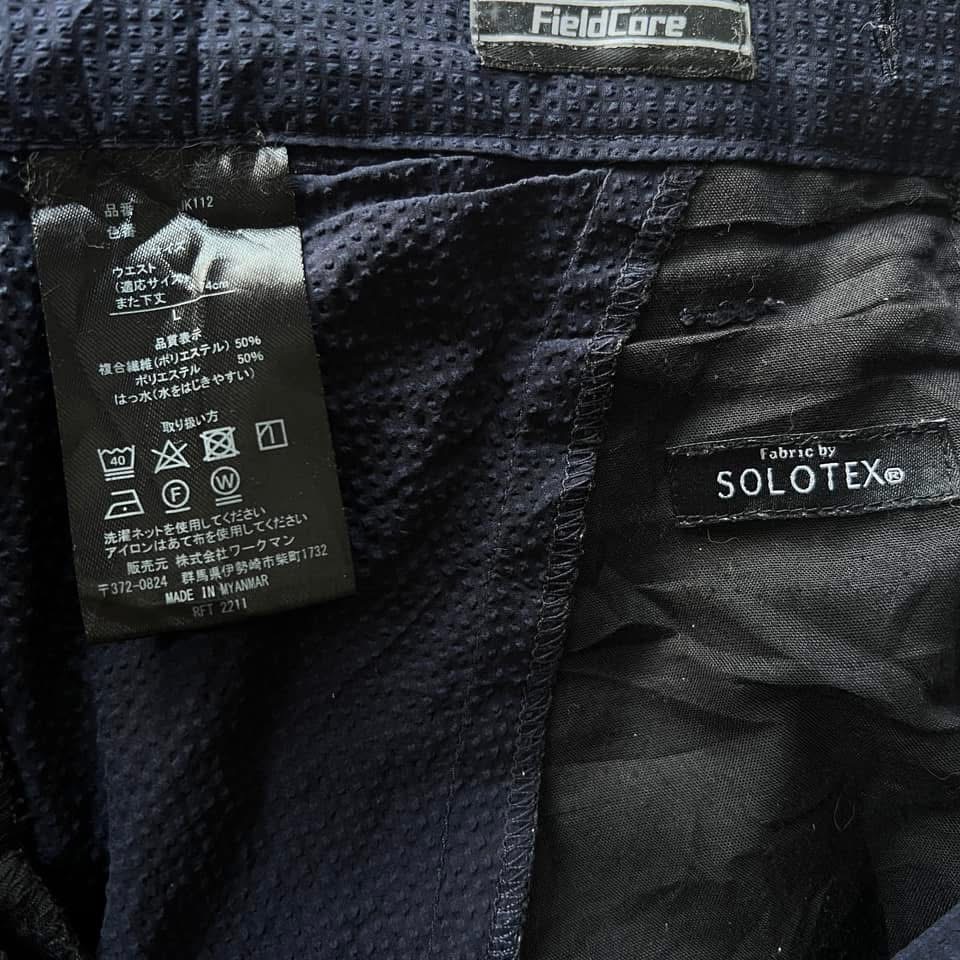 FieldCore
品番 K112
色番
サイズ
ウエスト
(適応サイズ) 4cm
また下丈
L
品質表示
複合繊維(ポリエステル) 50%
ポリエステル 50%
はっ水(水をはじきやすい)
取り扱い方
40
F W
洗濯ネットを使用してください
アイロンはあて布を使用してください
販売元 株式会社ワークマン
〒372-0824 群馬県伊勢崎市柴町1732
MADE IN MYANMAR
RFT 2211
Fabric by
SOLOTEX®